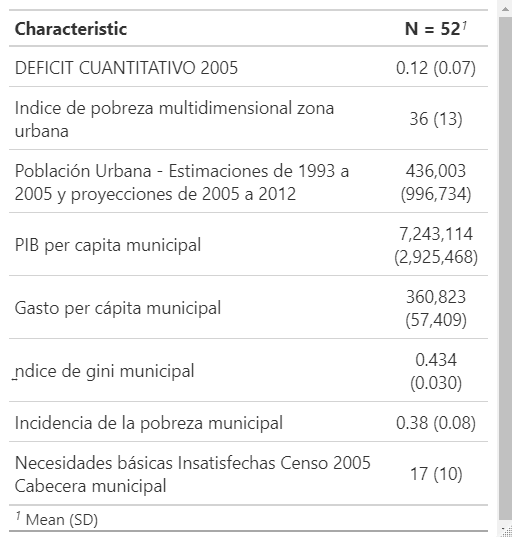 Characteristic N = 52¹
DEFICIT CUANTITATIVO 2005 0.12 (0.07)
Indice de pobreza multidimensional zona
urbana
36 (13)
Población Urbana - Estimaciones de 1993 a
2005 y proyecciones de 2005 a 2012
436,003
(996,734)
PIB per capita municipal
7,243,114
(2,925,468)
Gasto per cápita municipal
360,823
(57,409)
_ndice de gini municipal
0.434
(0.030)
Incidencia de la pobreza municipal 0.38 (0.08)
Necesidades básicas Insatisfechas Censo 2005
Cabecera municipal
17 (10)
¹ Mean (SD)